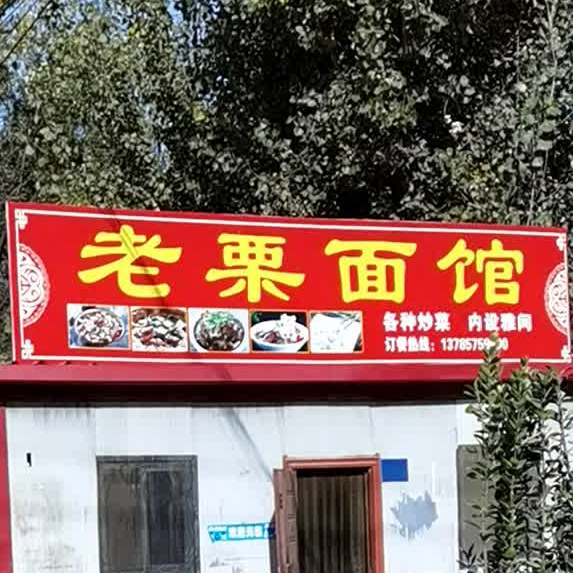 老栗面馆
各种炒菜 内设雅间
订餐热线：